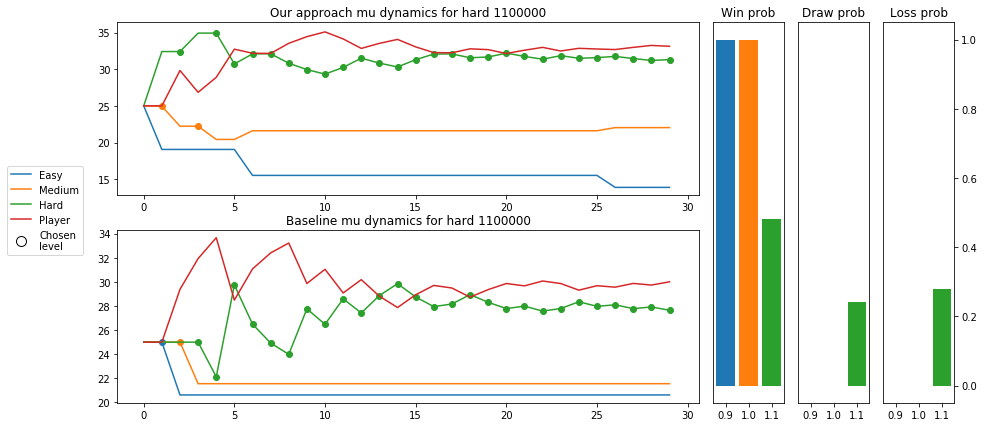 Our approach mu dynamics for hard 1100000
35
30
25
20
15
0 5 10 15 20 25 30
Easy
Medium
Hard
Player
Chosen
level
Baseline mu dynamics for hard 1100000
34
32
30
28
26
24
22
20
0 5 10 15 20 25 30
Win prob
0.9 1.0 1.1
Draw prob
0.9 1.0 1.1
Loss prob
0.9 1.0 1.1
1.0
0.8
0.6
0.4
0.2
0.0